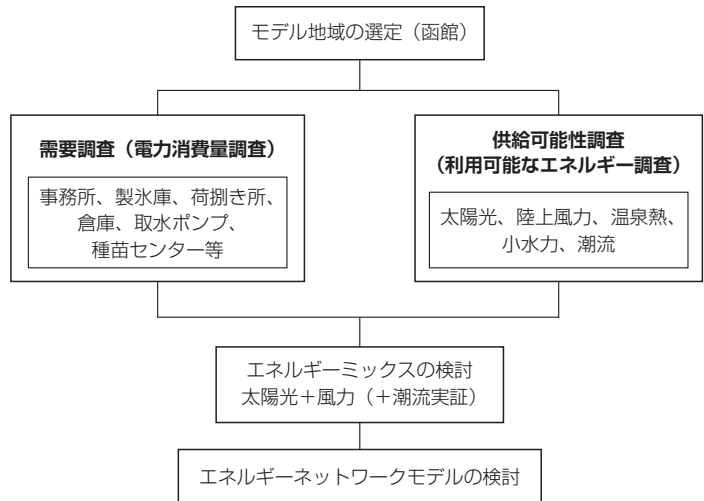 モデル地域の選定（函館）
需要調査（電力消費量調査）
事務所、製氷庫、荷捌き所、
倉庫、取水ポンプ、
種苗センター等
供給可能性調査
（利用可能なエネルギー調査）
太陽光、陸上風力、温泉熱、
小水力、潮流
エネルギーミックスの検討
太陽光＋風力（＋潮流実証）
エネルギーネットワークモデルの検討